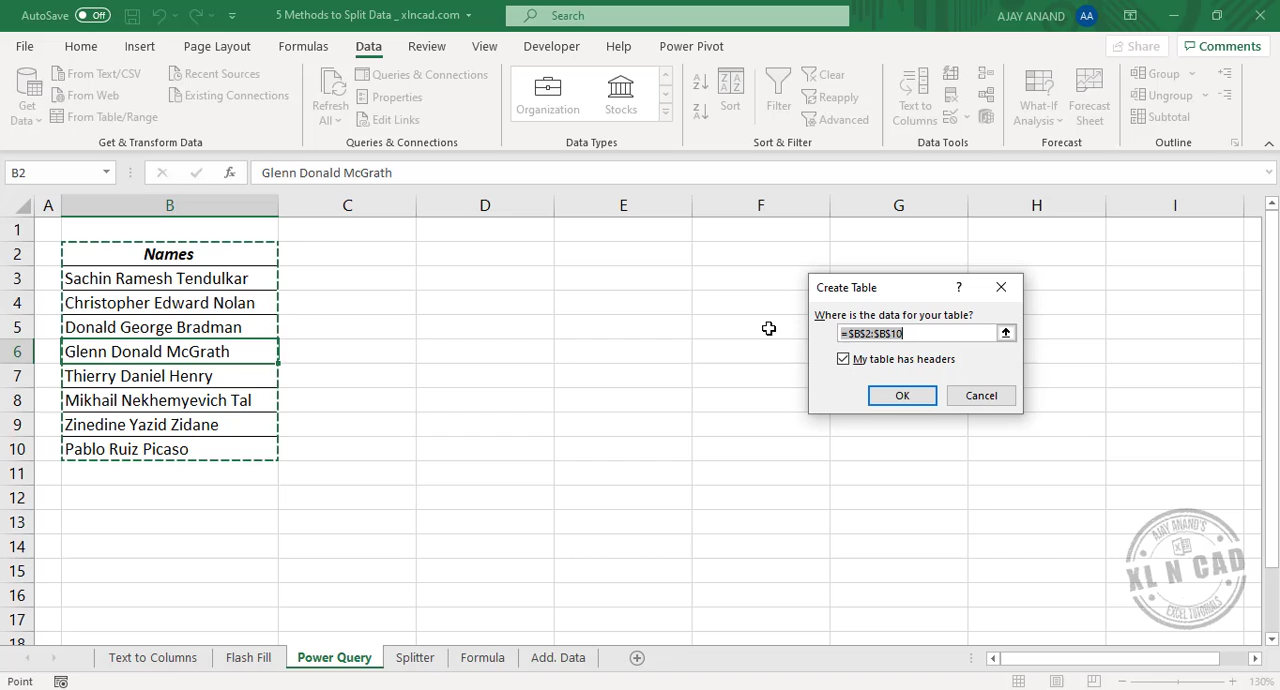 AutoSave Off 5 Methods to Split Data _ xlncad.com Search AJAY ANAND AA
File Home Insert Page Layout Formulas Data Review View Developer Help Power Pivot Share Comments
Get Data
From Text/CSV
From Web
From Table/Range
Recent Sources
Existing Connections
Get & Transform Data
Refresh All
Queries & Connections
Properties
Edit Links
Queries & Connections
Organization Stocks
Data Types
Sort
Filter
Clear
Reapply
Advanced
Sort & Filter
Text to Columns
Data Tools
What-If Analysis
Forecast Sheet
Forecast
Group
Ungroup
Subtotal
Outline
B2 fx Glenn Donald McGrath
A B C D E F G H I
1
2 Names
3 Sachin Ramesh Tendulkar
4 Christopher Edward Nolan
5 Donald George Bradman
6 Glenn Donald McGrath
7 Thierry Daniel Henry
8 Mikhail Nekhemyevich Tal
9 Zinedine Yazid Zidane
10 Pablo Ruiz Picaso
11
12
13
14
15
16
17
18
Create Table ?
Where is the data for your table?
=$B$2:$B$10
My table has headers
OK Cancel
AJAY ANAND'S
XL N CAD
EXCEL TUTORIALS
Text to Columns Flash Fill Power Query Splitter Formula Add. Data
Point 130%